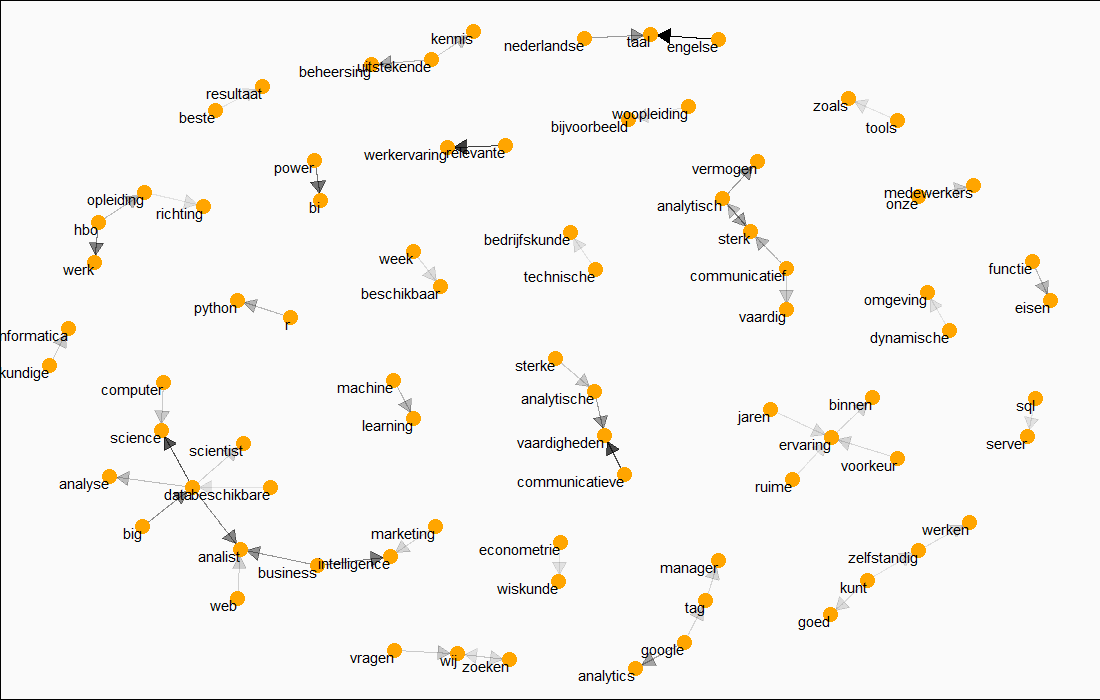 kennis
nederlandse
taal
engelse
beheersing
uitstekende
resultaat
beste
woopleiding
bijvoorbeeld
zoals
tools
werkervaring
relevante
power
bi
vermogen
analytisch
sterk
communicatief
vaardig
medewerkers
onze
opleiding
richting
hbo
werk
bedrijfskunde
technische
week
beschikbaar
functie
eisen
omgeving
dynamische
python
r
nformatica
kundige
computer
science
scientist
analyse
data
beschikbare
big
analist
web
business
intelligence
marketing
machine
learning
sterke
analytische
vaardigheden
communicatieve
jaren
binnen
ervaring
voorkeur
ruime
sql
server
econometrie
wiskunde
manager
tag
google
analytics
werken
zelfstandig
kunt
goed
vragen
wij
zoeken